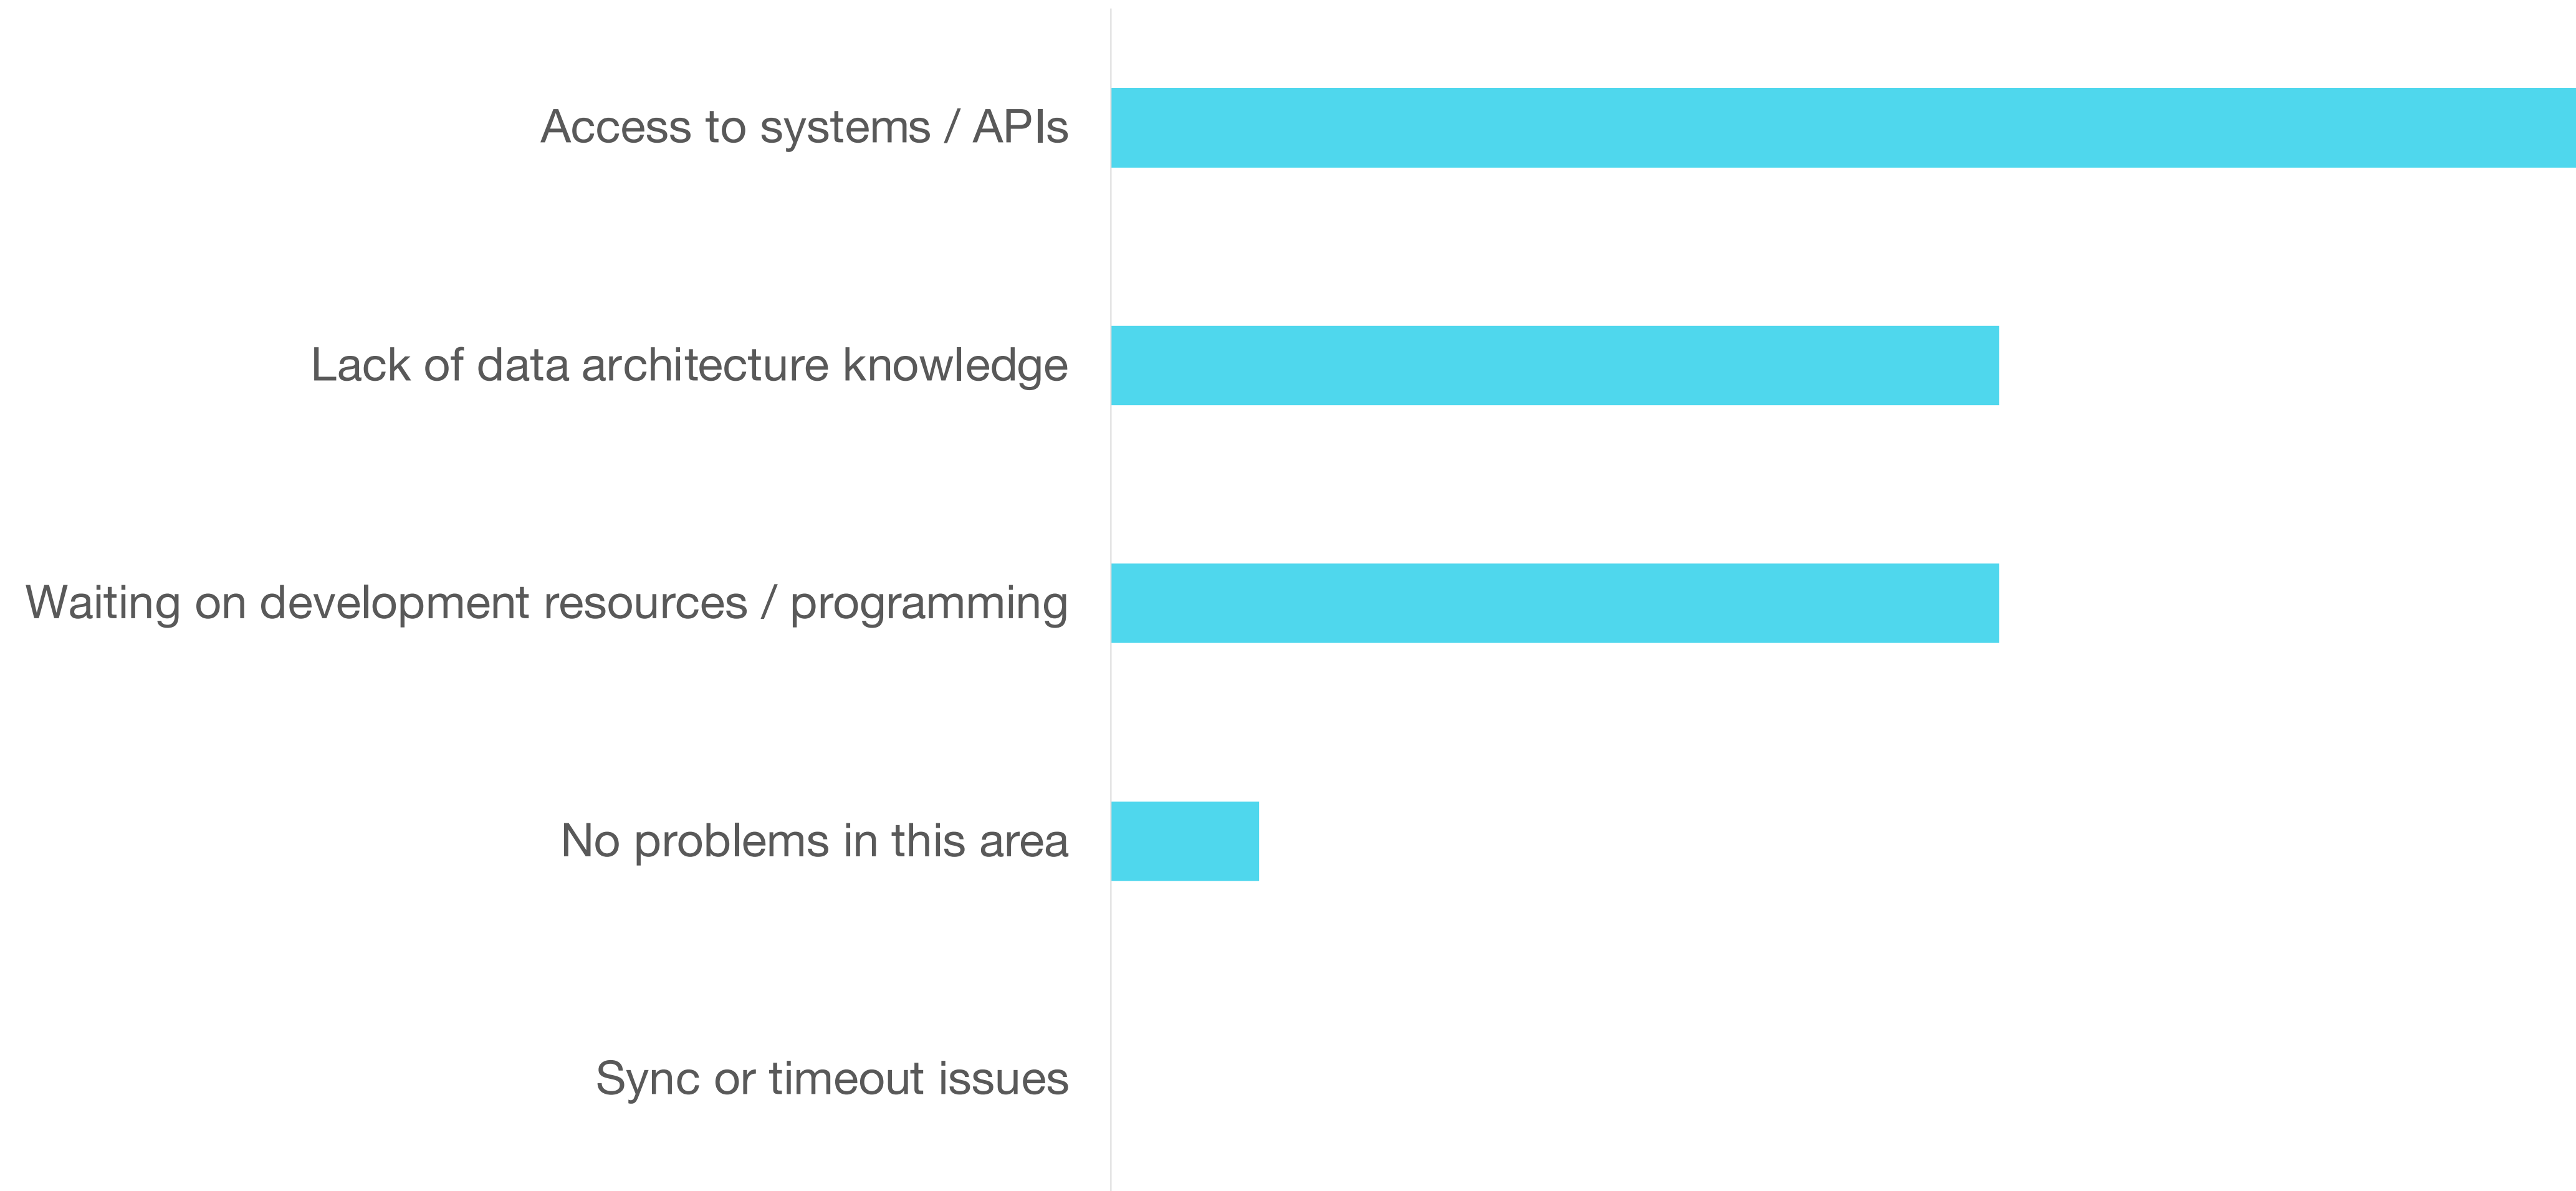 Access to systems / APIs
Lack of data architecture knowledge
Waiting on development resources / programming
No problems in this area
Sync or timeout issues